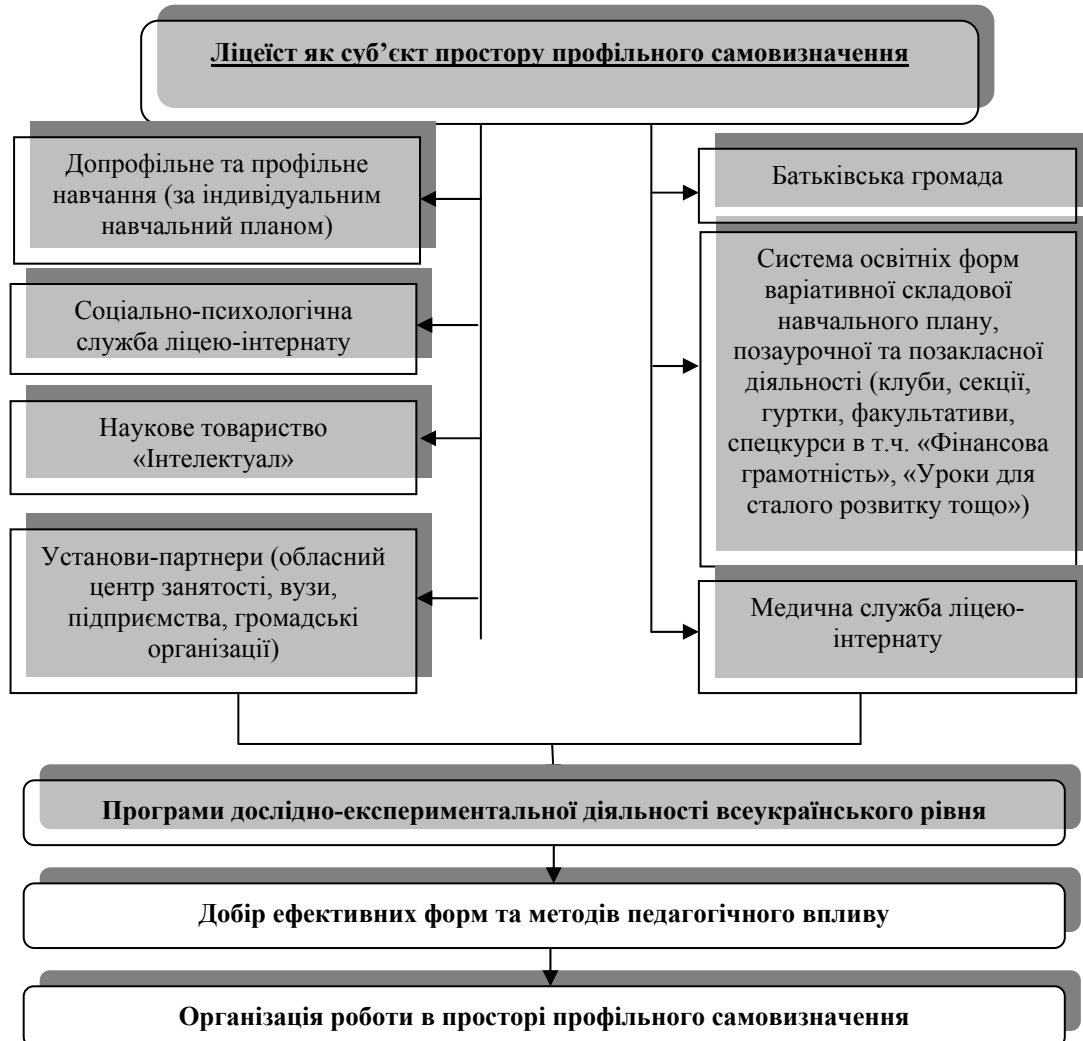 Ліцеїст як суб’єкт простору профільного самовизначення
Допрофільне та профільне
навчання (за індивідуальним
навчальний планом)
Соціально-психологічна
служба ліцею-інтернату
Наукове товариство
«Інтелектуал»
Установи-партнери (обласний
центр занятості, вузи,
підприємства, громадські
організації)
Батьківська громада
Система освітніх форм
варіативної складової
навчального плану,
позаурочної та позакласної
діяльності (клуби, секції,
гуртки, факультативи,
спецкурси в т.ч. «Фінансова
грамотність», «Уроки для
сталого розвитку тощо»)
Медична служба ліцею-
інтернату
Програми дослідно-експериментальної діяльності всеукраїнського рівня
Добір ефективних форм та методів педагогічного впливу
Організація роботи в просторі профільного самовизначення